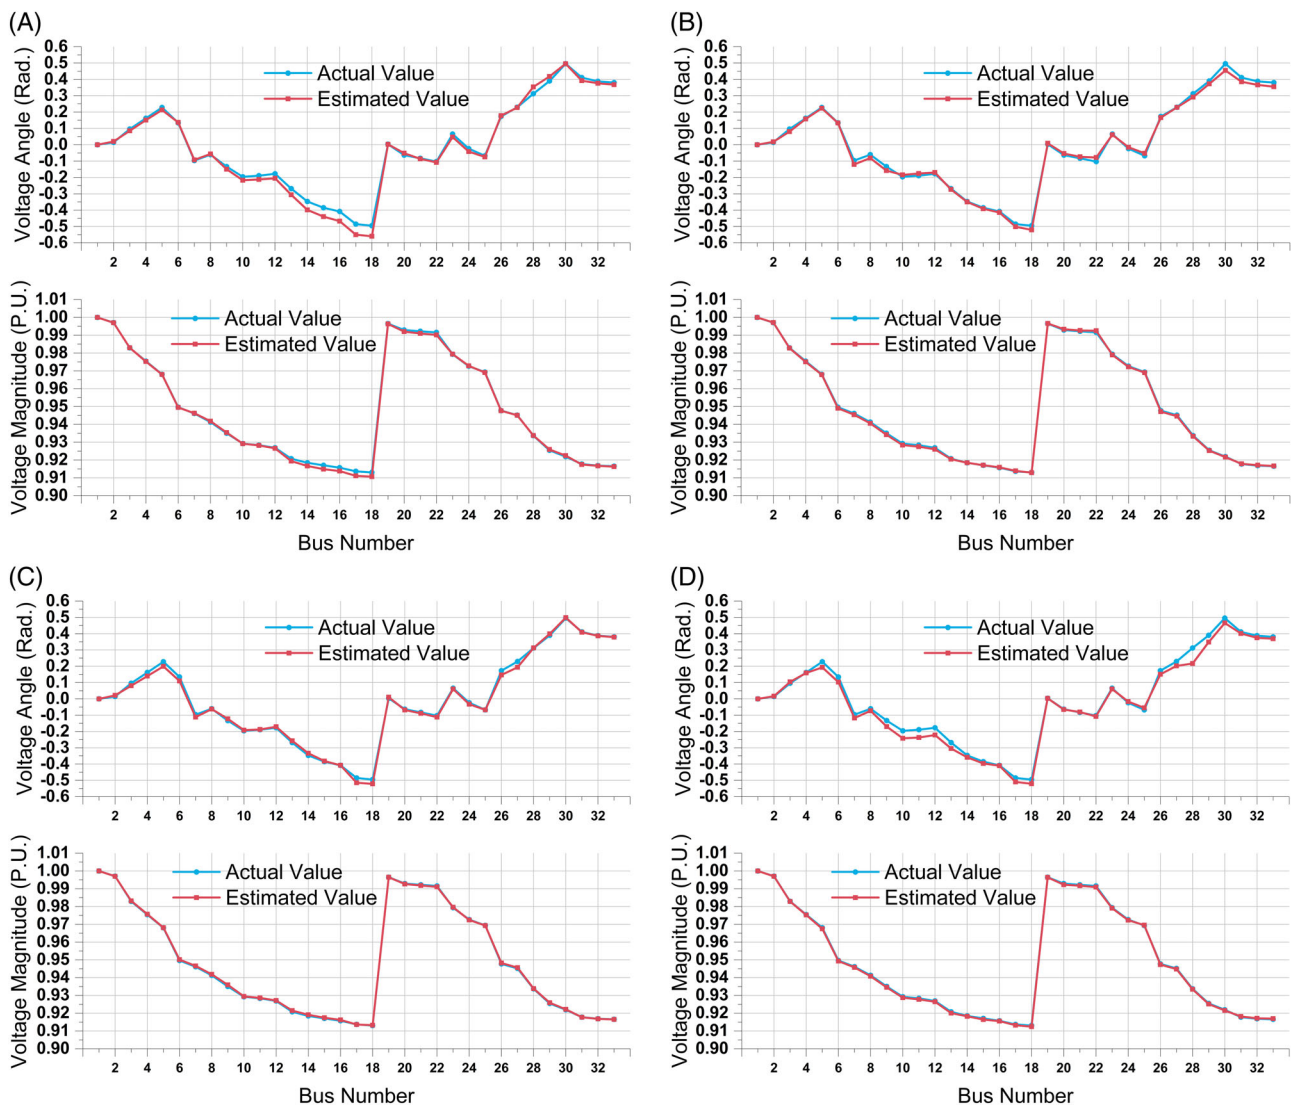 (A)
Voltage Angle (Rad.)
0.6
0.5
0.4
0.3
0.2
0.1
0.0
-0.1
-0.2
-0.3
-0.4
-0.5
-0.6
Actual Value
Estimated Value
2 4 6 8 10 12 14 16 18 20 22 24 26 28 30 32
Voltage Magnitude (P.U.)
1.01
1.00
0.99
0.98
0.97
0.96
0.95
0.94
0.93
0.92
0.91
0.90
Actual Value
Estimated Value
2 4 6 8 10 12 14 16 18 20 22 24 26 28 30 32
Bus Number
(B)
Voltage Angle (Rad.)
0.6
0.5
0.4
0.3
0.2
0.1
0.0
-0.1
-0.2
-0.3
-0.4
-0.5
-0.6
Actual Value
Estimated Value
2 4 6 8 10 12 14 16 18 20 22 24 26 28 30 32
Voltage Magnitude (P.U.)
1.01
1.00
0.99
0.98
0.97
0.96
0.95
0.94
0.93
0.92
0.91
0.90
Actual Value
Estimated Value
2 4 6 8 10 12 14 16 18 20 22 24 26 28 30 32
Bus Number
(C)
Voltage Angle (Rad.)
0.6
0.5
0.4
0.3
0.2
0.1
0.0
-0.1
-0.2
-0.3
-0.4
-0.5
-0.6
Actual Value
Estimated Value
2 4 6 8 10 12 14 16 18 20 22 24 26 28 30 32
Voltage Magnitude (P.U.)
1.01
1.00
0.99
0.98
0.97
0.96
0.95
0.94
0.93
0.92
0.91
0.90
Actual Value
Estimated Value
2 4 6 8 10 12 14 16 18 20 22 24 26 28 30 32
Bus Number
(D)
Voltage Angle (Rad.)
0.6
0.5
0.4
0.3
0.2
0.1
0.0
-0.1
-0.2
-0.3
-0.4
-0.5
-0.6
Actual Value
Estimated Value
2 4 6 8 10 12 14 16 18 20 22 24 26 28 30 32
Voltage Magnitude (P.U.)
1.01
1.00
0.99
0.98
0.97
0.96
0.95
0.94
0.93
0.92
0.91
0.90
Actual Value
Estimated Value
2 4 6 8 10 12 14 16 18 20 22 24 26 28 30 32
Bus Number